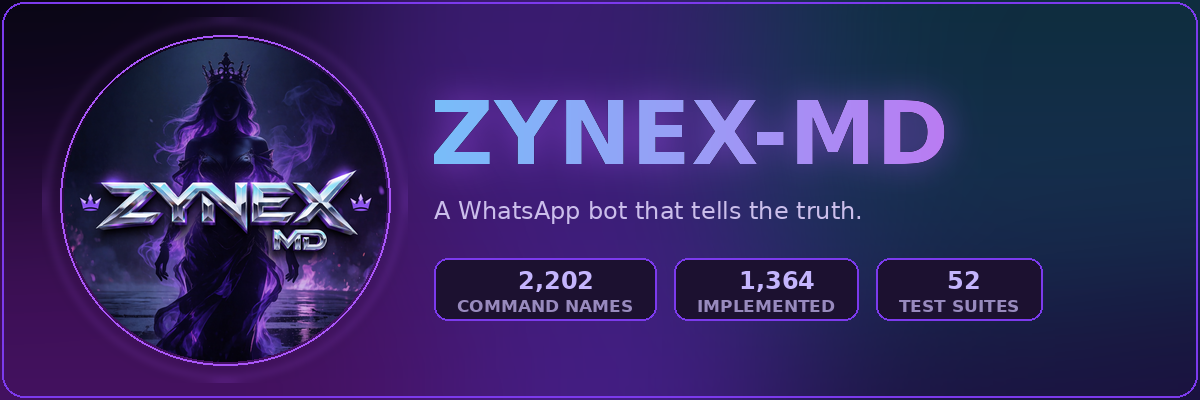 ZYNEX
MD
ZYNEX-MD
A WhatsApp bot that tells the truth.
2,202
COMMAND NAMES
1,364
IMPLEMENTED
52
TEST SUITES